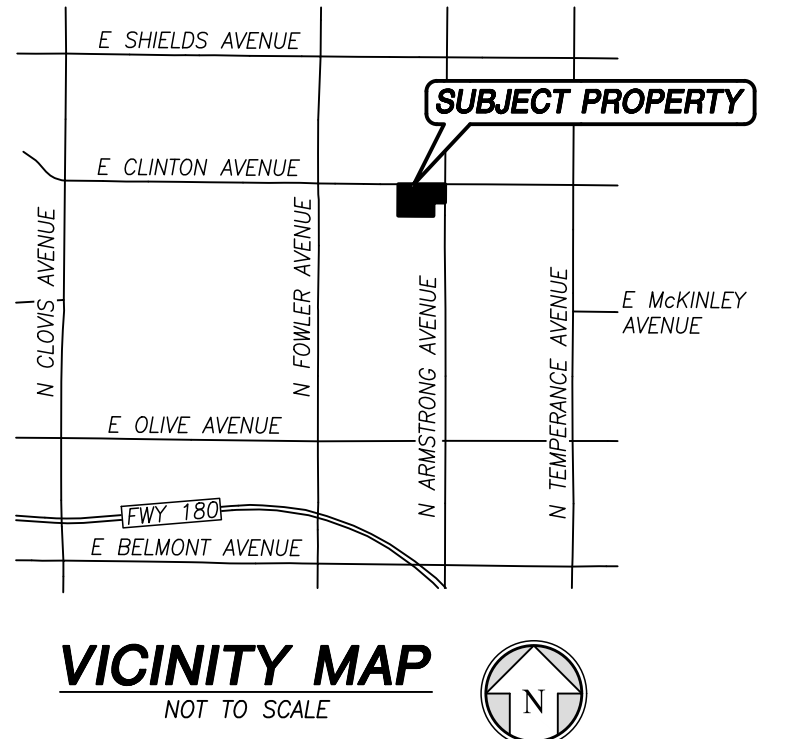 E SHIELDS AVENUE
SUBJECT PROPERTY
E CLINTON AVENUE
N CLOVIS AVENUE
N FOWLER AVENUE
N ARMSTRONG AVENUE
N TEMPERANCE AVENUE
E McKINLEY
AVENUE
E OLIVE AVENUE
FWY 180
E BELMONT AVENUE
VICINITY MAP
NOT TO SCALE
N